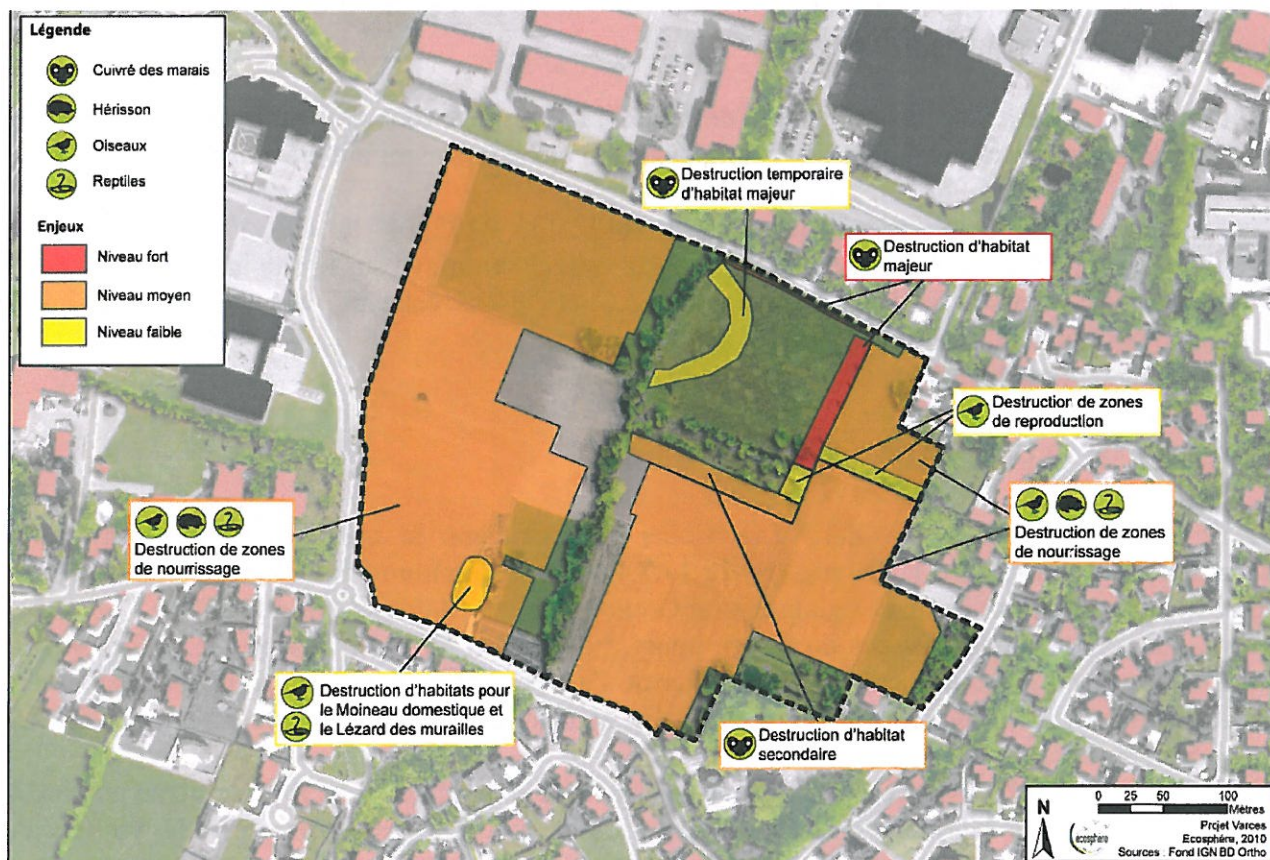 Légende
Cuivré des marais
Hérisson
Oiseaux
Reptiles
Enjeux
Niveau fort
Niveau moyen
Niveau faible
Destruction temporaire
d'habitat majeur
Destruction d'habitat
majeur
Destruction de zones
de reproduction
Destruction de zones
de nourrissage
Destruction de zones
de nourrissage
Destruction d'habitats pour
le Moineau domestique et
le Lézard des murailles
Destruction d'habitat
secondaire
N
0 25 50 100
Mètres
Projet Varces
Ecosphère, 2010
ecosphère
Sources : Fond IGN BD Ortho